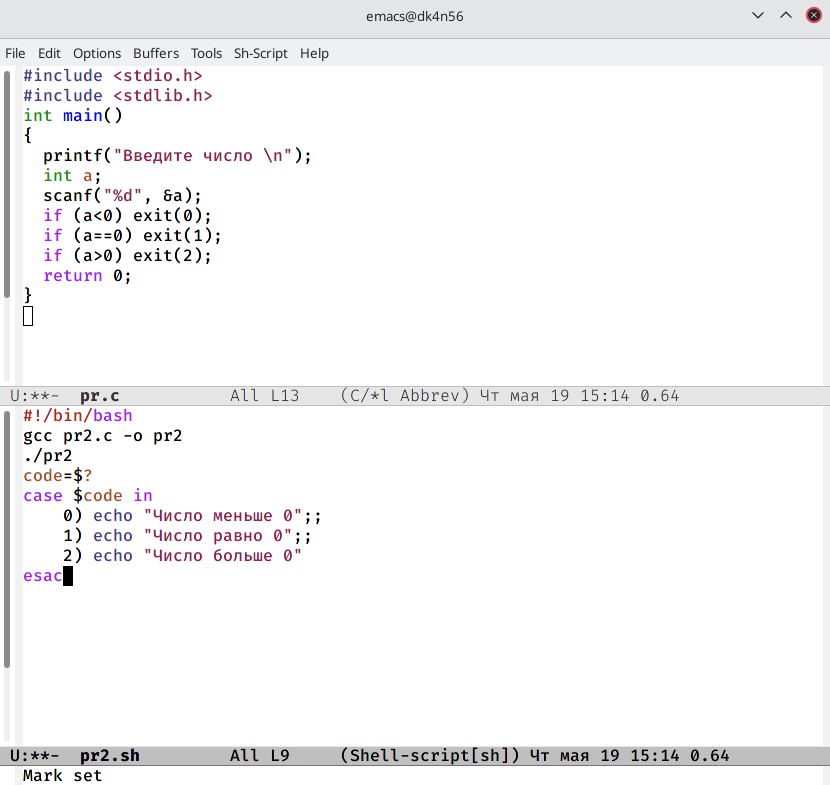 emacs@dk4n56
File Edit Options Buffers Tools Sh-Script Help
#include <stdio.h>
#include <stdlib.h>
int main()
{
  printf("Введите число \n");
  int a;
  scanf("%d", &a);
  if (a<0) exit(0);
  if (a==0) exit(1);
  if (a>0) exit(2);
  return 0;
}
U:**-  pr.c           All L13    (C/*l Abbrev) Чт мая 19 15:14 0.64
#!/bin/bash
gcc pr2.c -o pr2
./pr2
code=$?
case $code in
    0) echo "Число меньше 0";;
    1) echo "Число равно 0";;
    2) echo "Число больше 0"
esac
U:**-  pr2.sh         All L9     (Shell-script[sh]) Чт мая 19 15:14 0.64
Mark set